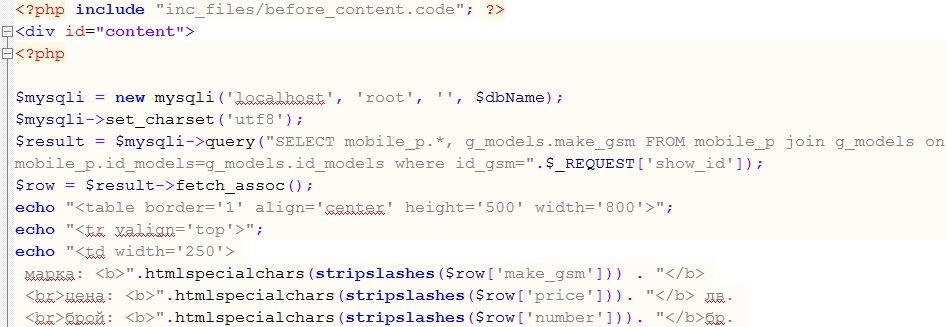 <?php include "inc_files/before_content.code"; ?>
<div id="content">
<?php
$mysqli = new mysqli('localhost', 'root', '', $dbName);
$mysqli->set_charset('utf8');
$result = $mysqli->query("SELECT mobile_p.*, g_models.make_gsm FROM mobile_p join g_models on
mobile_p.id_models=g_models.id_models where id_gsm=".$_REQUEST['show_id']);
$row = $result->fetch_assoc();
echo "<table border='1' align='center' height='500' width='800'>";
echo "<tr valign='top'>";
echo "<td width='250'>
марка: <b>".htmlspecialchars(stripslashes($row['make_gsm'])) . "</b>
<br>цена: <b>".htmlspecialchars(stripslashes($row['price'])). "</b> лв.
<br>брой: <b>".htmlspecialchars(stripslashes($row['number'])). "</b>бр.